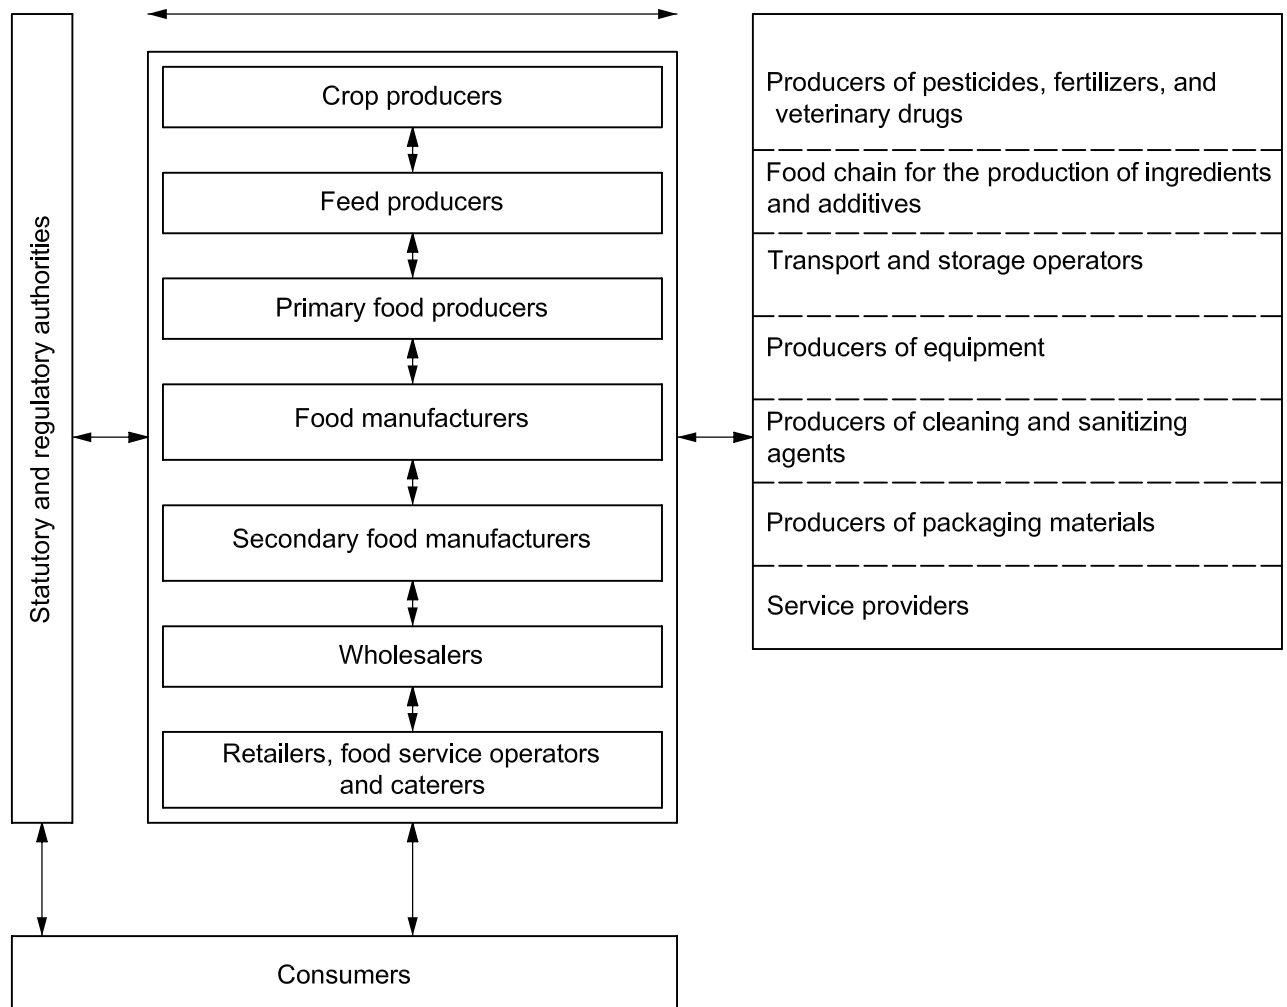 Statutory and regulatory authorities
Crop producers
Feed producers
Primary food producers
Food manufacturers
Secondary food manufacturers
Wholesalers
Retailers, food service operators
and caterers
Producers of pesticides, fertilizers, and
veterinary drugs
Food chain for the production of ingredients
and additives
Transport and storage operators
Producers of equipment
Producers of cleaning and sanitizing
agents
Producers of packaging materials
Service providers
Consumers